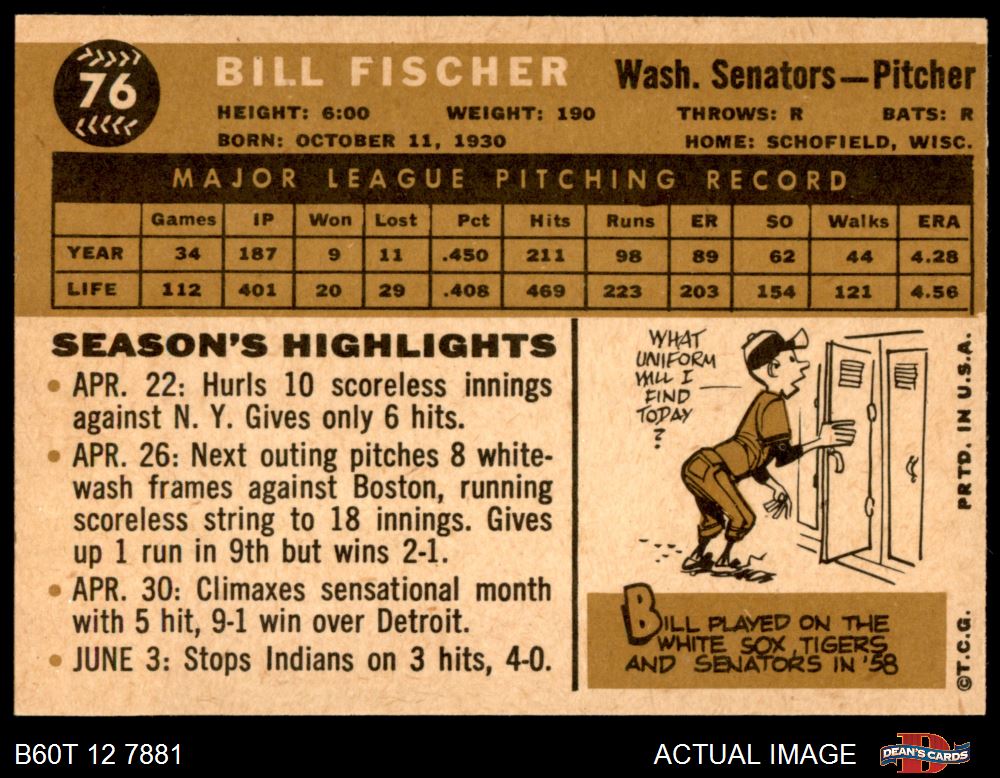 76
BILL FISCHER
Wash. Senators—Pitcher
HEIGHT: 6:00 WEIGHT: 190 THROWS: R BATS: R
BORN: OCTOBER 11, 1930 HOME: SCHOFIELD, WISC.
MAJOR LEAGUE PITCHING RECORD
Games IP Won Lost Pct Hits Runs ER SO Walks ERA
YEAR 34 187 9 11 .450 211 98 89 62 44 4.28
LIFE 112 401 20 29 .408 469 223 203 154 121 4.56
SEASON'S HIGHLIGHTS
• APR. 22: Hurls 10 scoreless innings
against N. Y. Gives only 6 hits.
• APR. 26: Next outing pitches 8 white-
wash frames against Boston, running
scoreless string to 18 innings. Gives
up 1 run in 9th but wins 2-1.
• APR. 30: Climaxes sensational month
with 5 hit, 9-1 win over Detroit.
• JUNE 3: Stops Indians on 3 hits, 4-0.
WHAT
UNIFORM
WILL I
FIND
TODAY
?
BILL PLAYED ON THE
WHITE SOX, TIGERS
AND SENATORS IN '58
PRTD. IN U.S.A.
©T.C.G.
B60T 12 7881
ACTUAL IMAGE
D
DEAN'S CARDS